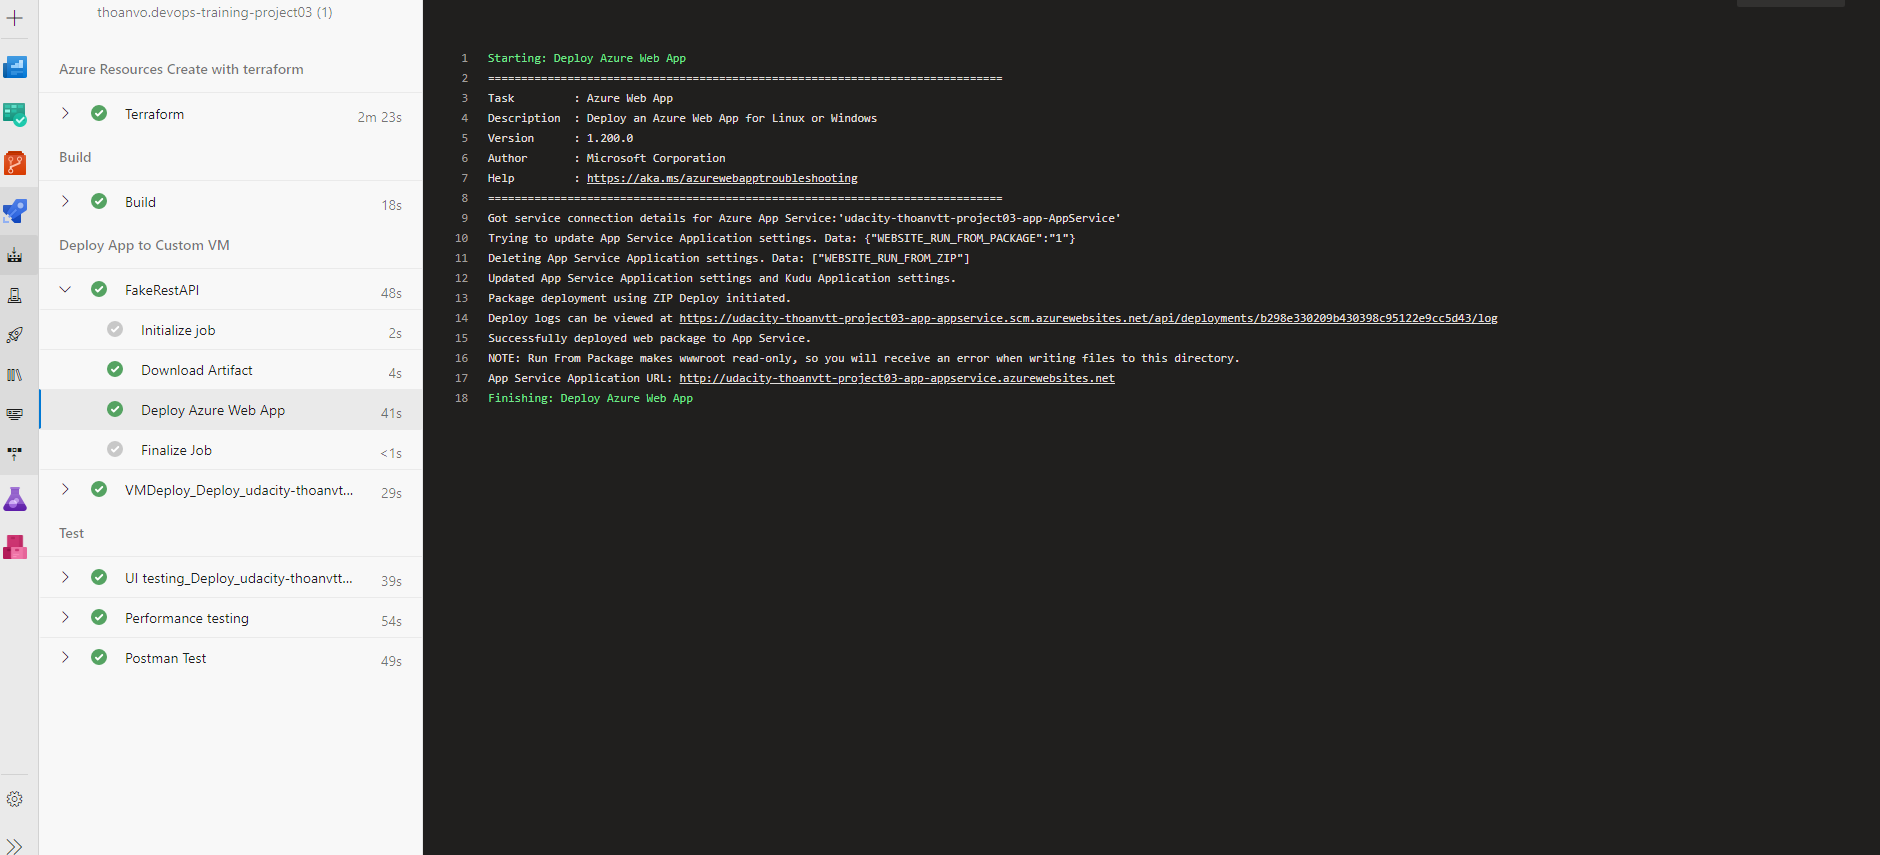 thoanvo.devops-training-project03 (1)
Azure Resources Create with terraform
Terraform
2m 23s
Build
Build
18s
Deploy App to Custom VM
FakeRestAPI
48s
Initialize job
2s
Download Artifact
4s
Deploy Azure Web App
41s
Finalize Job
<1s
VMDeploy_Deploy_udacity-thoanvt...
29s
Test
UI testing_Deploy_udacity-thoanvtt...
39s
Performance testing
54s
Postman Test
49s
1 Starting: Deploy Azure Web App
2 ==============================================================================
3 Task         : Azure Web App
4 Description  : Deploy an Azure Web App for Linux or Windows
5 Version      : 1.200.0
6 Author       : Microsoft Corporation
7 Help         : https://aka.ms/azurewebapptroubleshooting
8 ==============================================================================
9 Got service connection details for Azure App Service:'udacity-thoanvtt-project03-app-AppService'
10 Trying to update App Service Application settings. Data: {"WEBSITE_RUN_FROM_PACKAGE":"1"}
11 Deleting App Service Application settings. Data: ["WEBSITE_RUN_FROM_ZIP"]
12 Updated App Service Application settings and Kudu Application settings.
13 Package deployment using ZIP Deploy initiated.
14 Deploy logs can be viewed at https://udacity-thoanvtt-project03-app-appservice.scm.azurewebsites.net/api/deployments/b298e330209b430398c95122e9cc5d43/log
15 Successfully deployed web package to App Service.
16 NOTE: Run From Package makes wwwroot read-only, so you will receive an error when writing files to this directory.
17 App Service Application URL: http://udacity-thoanvtt-project03-app-appservice.azurewebsites.net
18 Finishing: Deploy Azure Web App